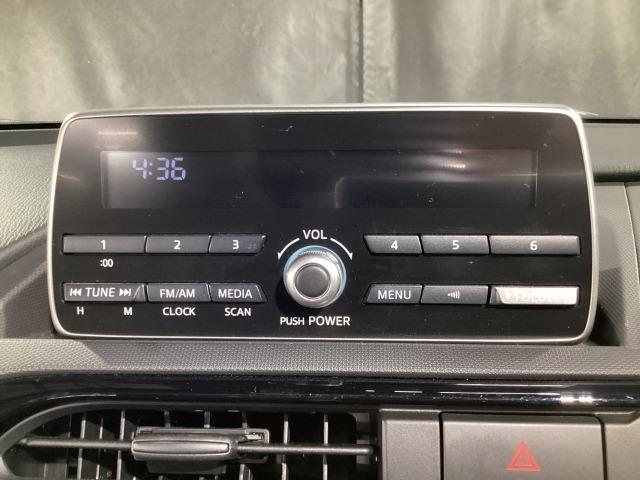 4:36
VOL
1 2 3 4 5 6
:00
TUNE FM/AM MEDIA MENU
H M CLOCK SCAN
PUSH POWER